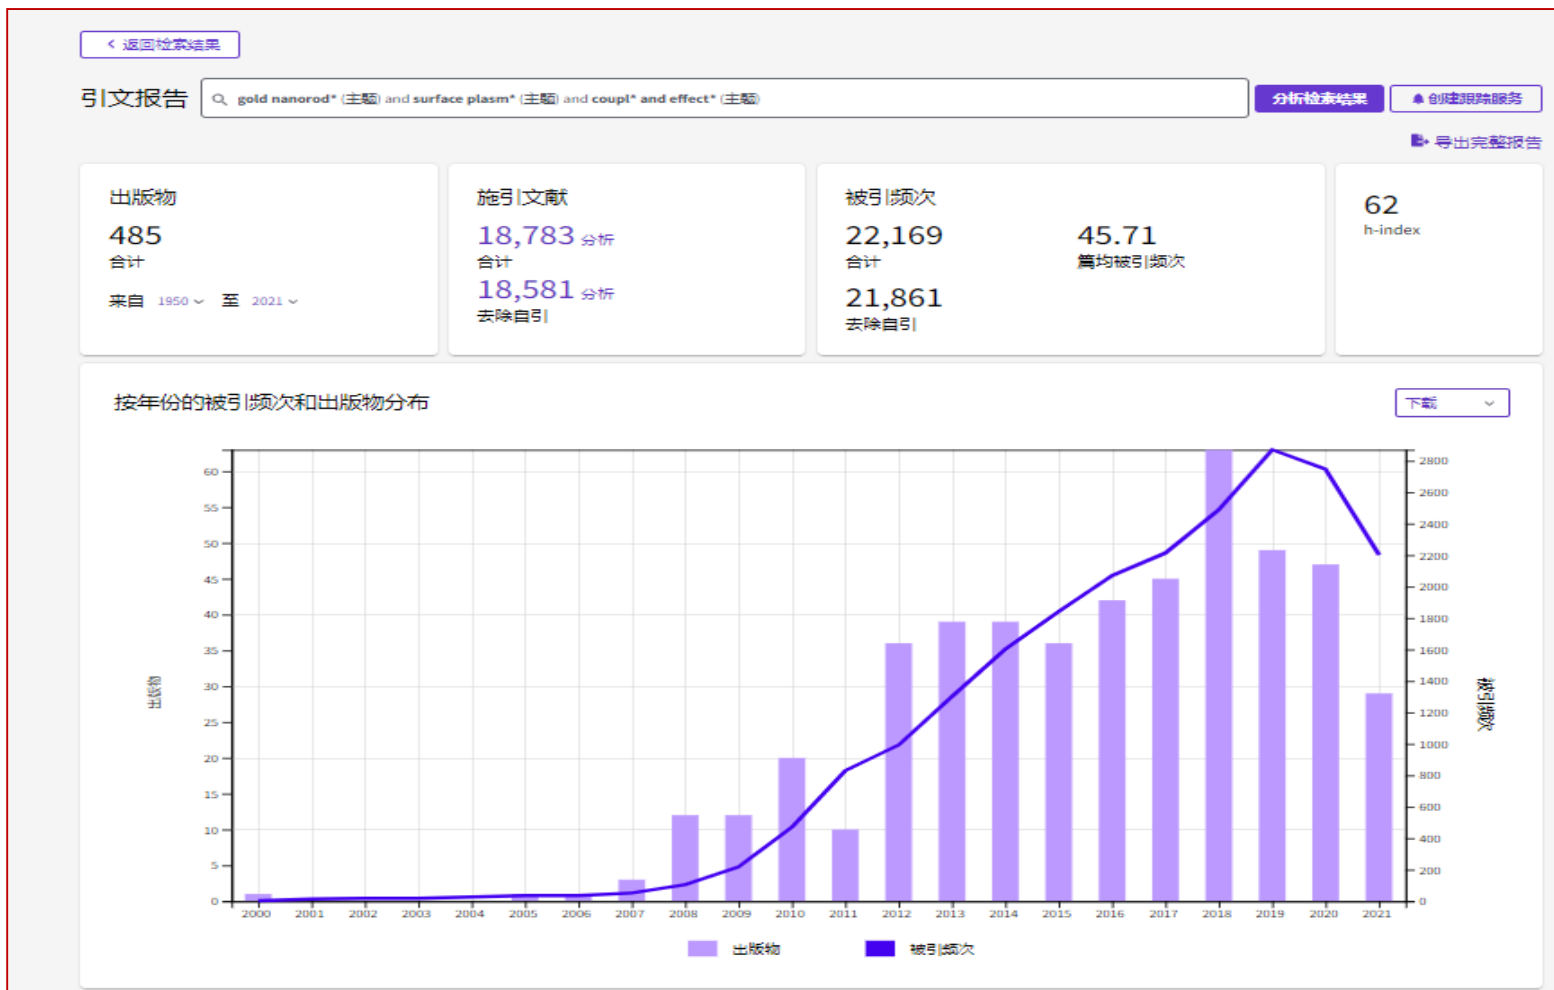 返回检索结果
引文报告 gold nanorod* (主题) and surface plasm* (主题) and coupl* and effect* (主题) 分析检索结果 创建跟踪服务
导出完整报告
出版物
485
合计
来自 1950 至 2021
施引文献
18,783 分析
合计
18,581 分析
去除自引
被引频次
22,169
合计
21,861
去除自引
45.71
篇均被引频次
62
h-index
按年份的被引频次和出版物分布
下载
60
55
50
45
40
35
30
25
20
15
10
5
0
出版物
2800
2600
2400
2200
2000
1800
1600
1400
1200
1000
800
600
400
200
0
被引频次
2000 2001 2002 2003 2004 2005 2006 2007 2008 2009 2010 2011 2012 2013 2014 2015 2016 2017 2018 2019 2020 2021
出版物 被引频次